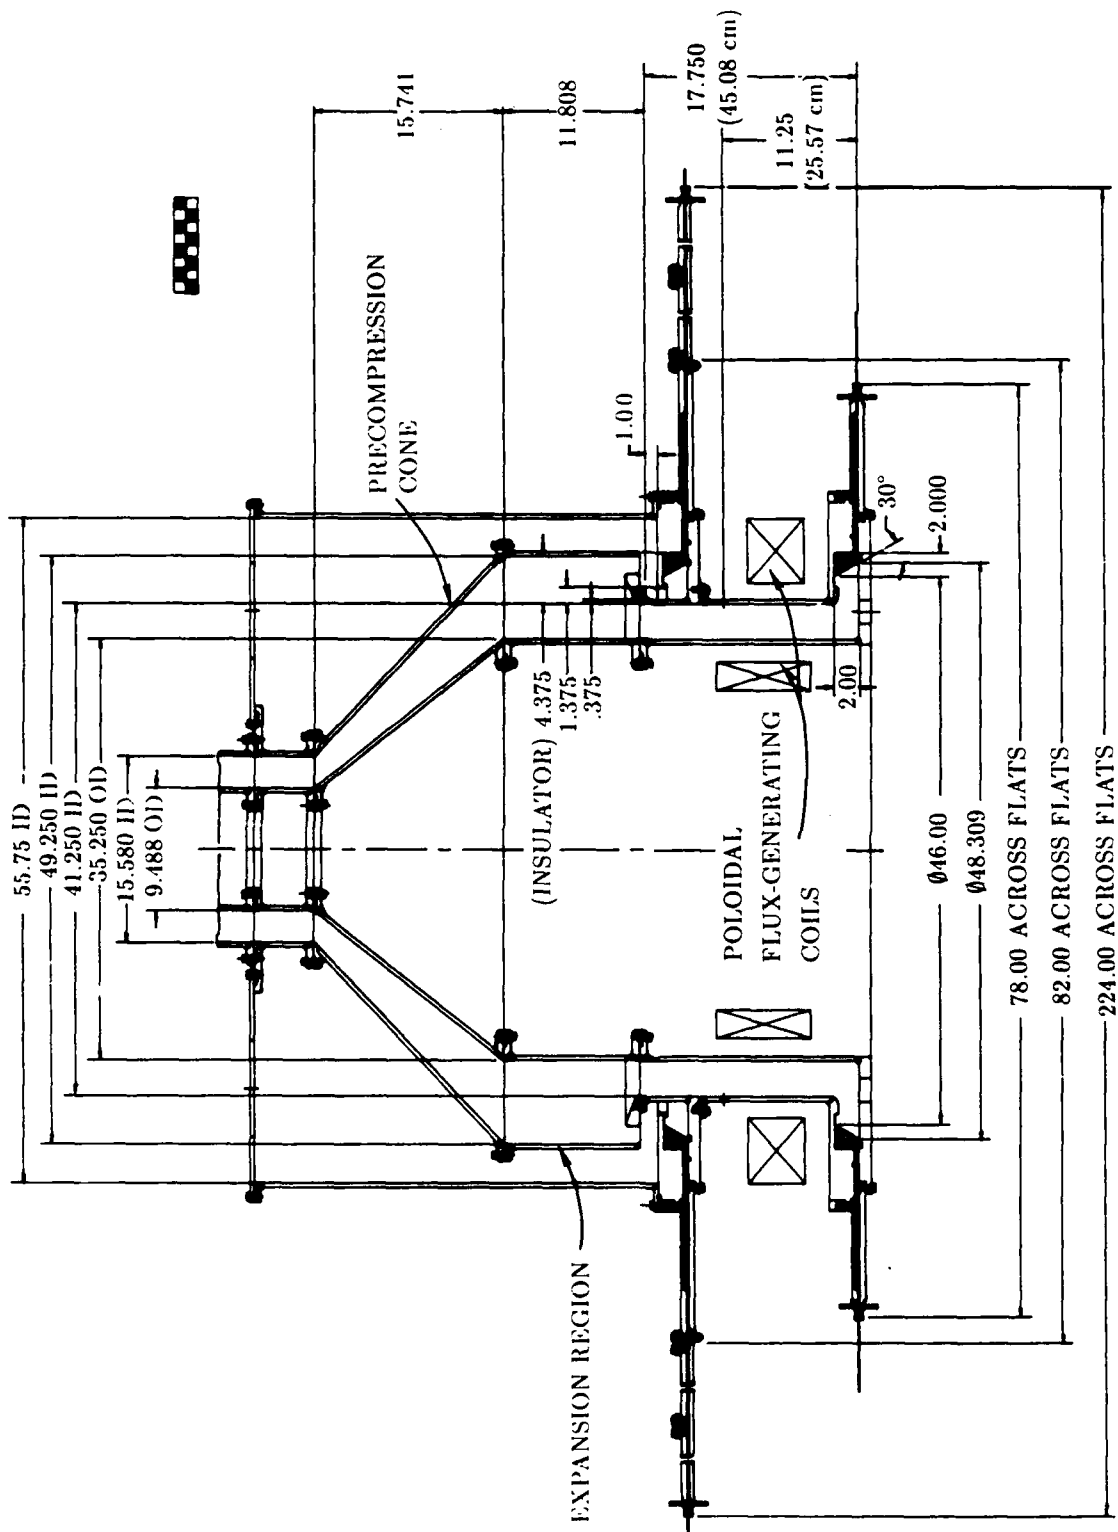 55.75 ID
49.250 ID
41.250 ID
35.250 OD
15.580 ID
9.488 OD
15.741
11.808
17.750
(45.08 cm)
11.25
(25.57 cm)
PRECOMPRESSION
CONE
1.00
30°
2.000
(INSULATOR) 4.375
1.375
.375
2.00
POLOIDAL
FLUX-GENERATING
COILS
EXPANSION REGION
Ø46.00
Ø48.309
78.00 ACROSS FLATS
82.00 ACROSS FLATS
224.00 ACROSS FLATS